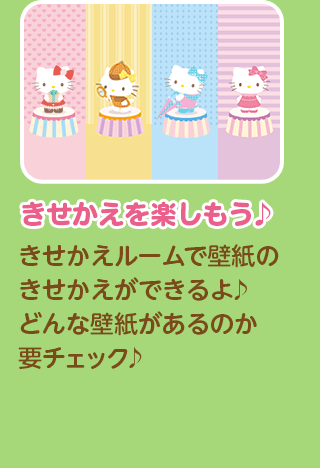 きせかえを楽しもう♪
きせかえルームで壁紙の
きせかえができるよ♪
どんな壁紙があるのか
要チェック♪